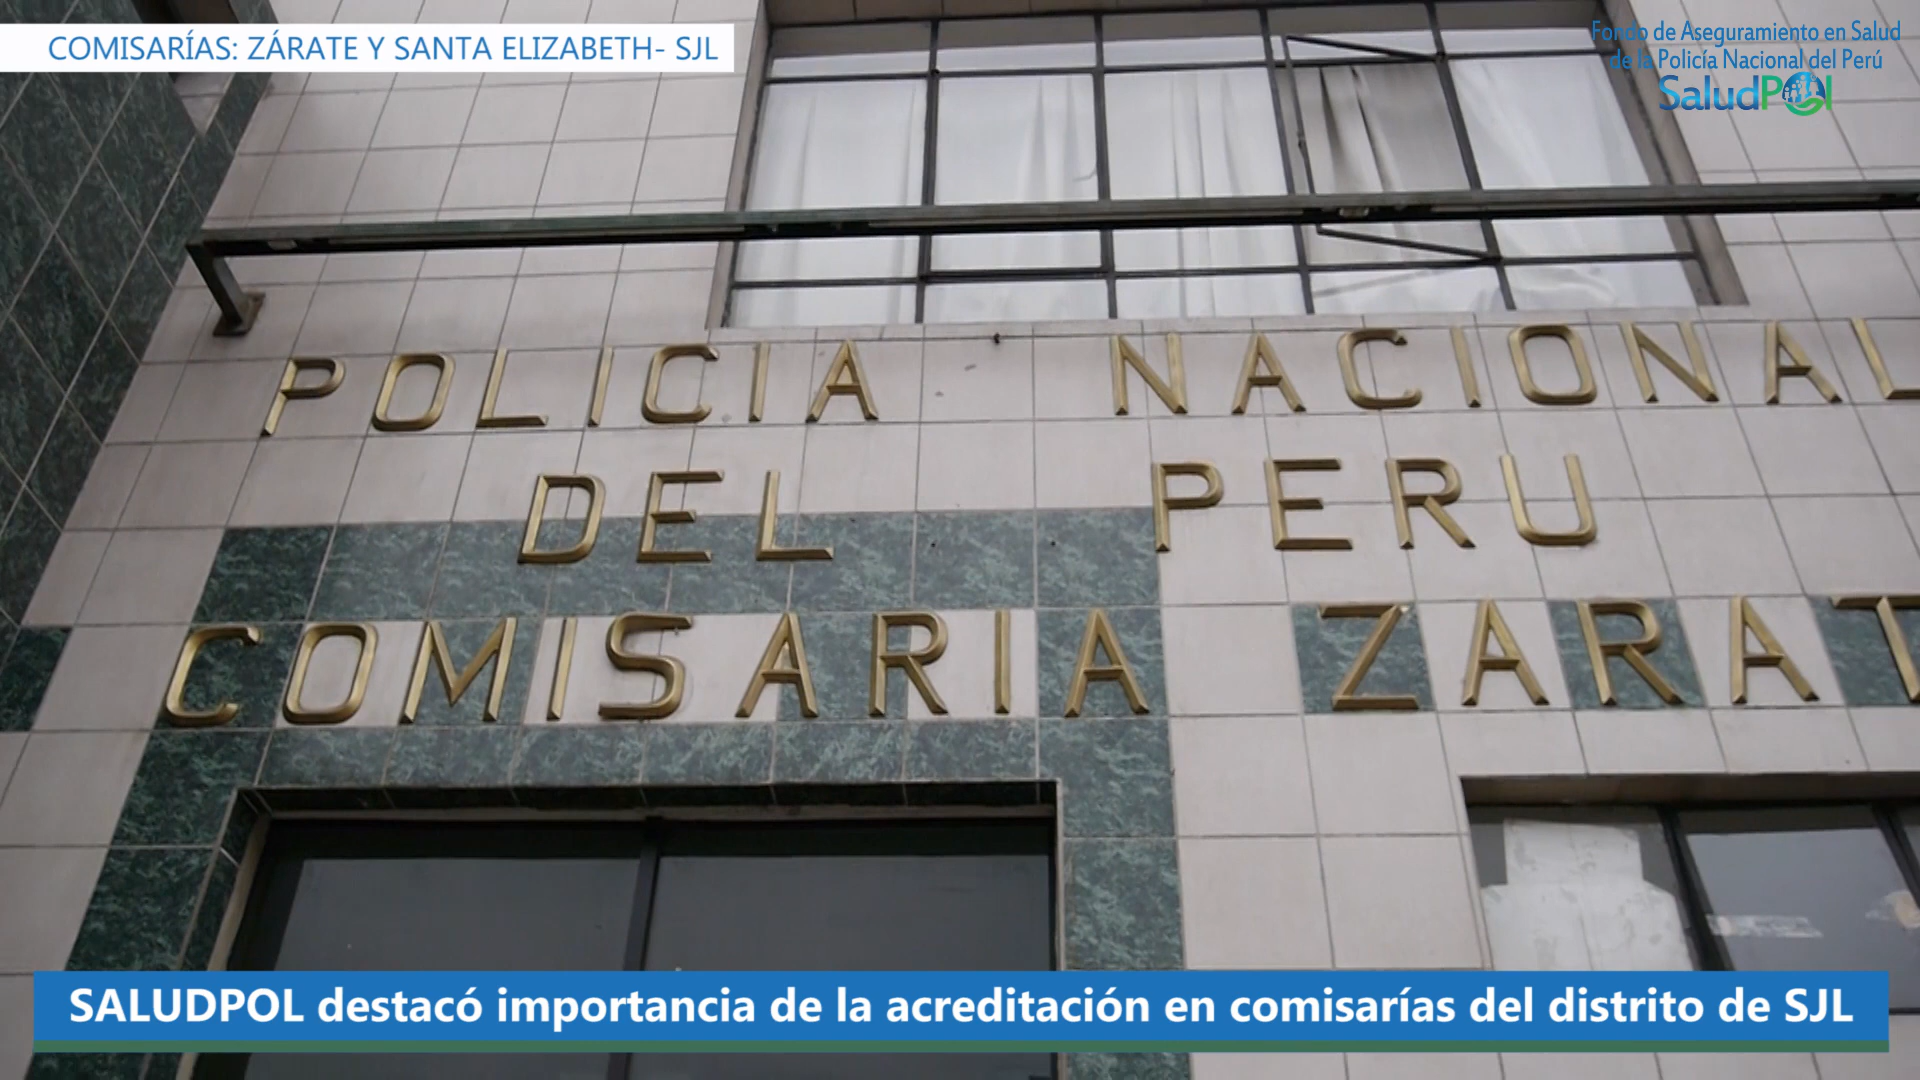 COMISARÍAS: ZÁRATE Y SANTA ELIZABETH- SJL
Fondo de Aseguramiento en Salud
de la Policía Nacional del Perú
SaludPOl
POLICIA NACIONAL
DEL PERU
COMISARIA ZARAT
SALUDPOL destacó importancia de la acreditación en comisarías del distrito de SJL